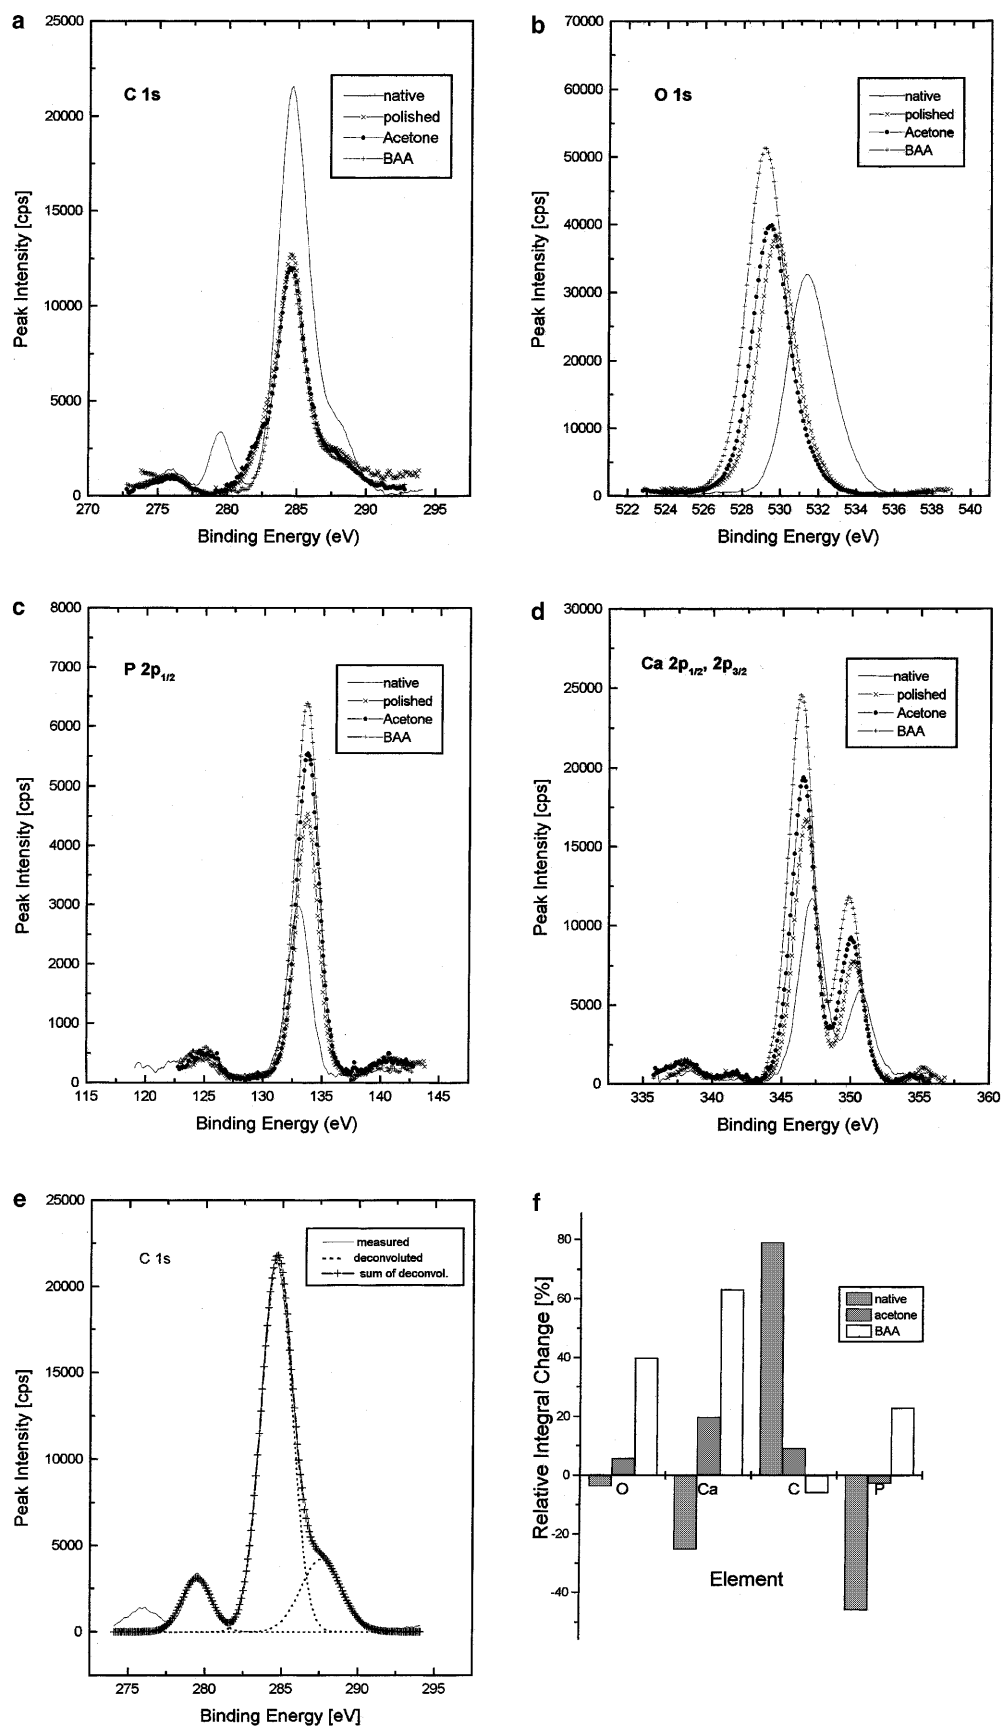 a
C 1s
native
polished
Acetone
BAA
Peak Intensity [cps]
25000
20000
15000
10000
5000
0
270 275 280 285 290 295
Binding Energy (eV)
b
O 1s
native
polished
Acetone
BAA
Peak Intensity [cps]
70000
60000
50000
40000
30000
20000
10000
0
522 524 526 528 530 532 534 536 538 540
Binding Energy (eV)
c
P 2p1/2
native
polished
Acetone
BAA
Peak Intensity [cps]
8000
7000
6000
5000
4000
3000
2000
1000
0
115 120 125 130 135 140 145
Binding Energy (eV)
d
Ca 2p1/2, 2p3/2
native
polished
Acetone
BAA
Peak Intensity [cps]
30000
25000
20000
15000
10000
5000
0
335 340 345 350 355 360
Binding Energy (eV)
e
C 1s
measured
deconvoluted
sum of deconvol.
Peak Intensity [cps]
25000
20000
15000
10000
5000
0
275 280 285 290 295
Binding Energy [eV]
f
native
acetone
BAA
Relative Integral Change [%]
80
60
40
20
0
-20
-40
O Ca C P
Element